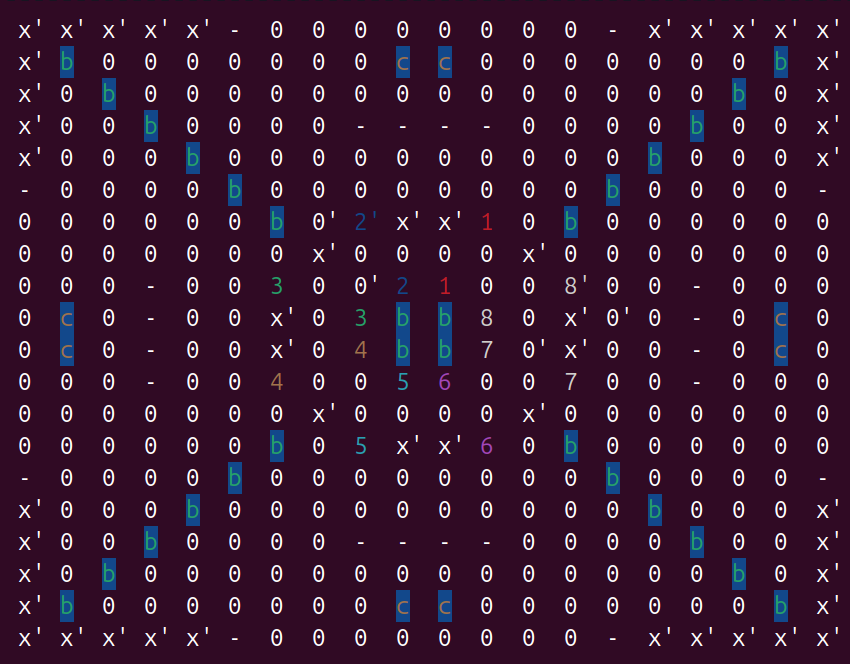 x' x' x' x' x' - 0 0 0 0 0 0 0 0 - x' x' x' x' x'
x' b 0 0 0 0 0 0 0 c c 0 0 0 0 0 0 0 b x'
x' 0 b 0 0 0 0 0 0 0 0 0 0 0 0 0 0 b 0 x'
x' 0 0 b 0 0 0 0 - - - - 0 0 0 0 b 0 0 x'
x' 0 0 0 b 0 0 0 0 0 0 0 0 0 0 b 0 0 0 x'
- 0 0 0 0 b 0 0 0 0 0 0 0 0 b 0 0 0 0 -
0 0 0 0 0 0 b 0' 2' x' x' 1 0 b 0 0 0 0 0 0
0 0 0 0 0 0 0 x' 0 0 0 0 x' 0 0 0 0 0 0 0
0 0 0 - 0 0 3 0 0' 2 1 0 0 8' 0 0 - 0 0 0
0 c 0 - 0 0 x' 0 3 b b 8 0 x' 0' 0 - 0 c 0
0 c 0 - 0 0 x' 0 4 b b 7 0' x' 0 0 - 0 c 0
0 0 0 - 0 0 4 0 0 5 6 0 0 7 0 0 - 0 0 0
0 0 0 0 0 0 0 x' 0 0 0 0 x' 0 0 0 0 0 0 0
0 0 0 0 0 0 b 0 5 x' x' 6 0 b 0 0 0 0 0 0
- 0 0 0 0 b 0 0 0 0 0 0 0 0 b 0 0 0 0 -
x' 0 0 0 b 0 0 0 0 0 0 0 0 0 0 b 0 0 0 x'
x' 0 0 b 0 0 0 0 - - - - 0 0 0 0 b 0 0 x'
x' 0 b 0 0 0 0 0 0 0 0 0 0 0 0 0 0 b 0 x'
x' b 0 0 0 0 0 0 0 c c 0 0 0 0 0 0 0 b x'
x' x' x' x' x' - 0 0 0 0 0 0 0 0 - x' x' x' x' x'